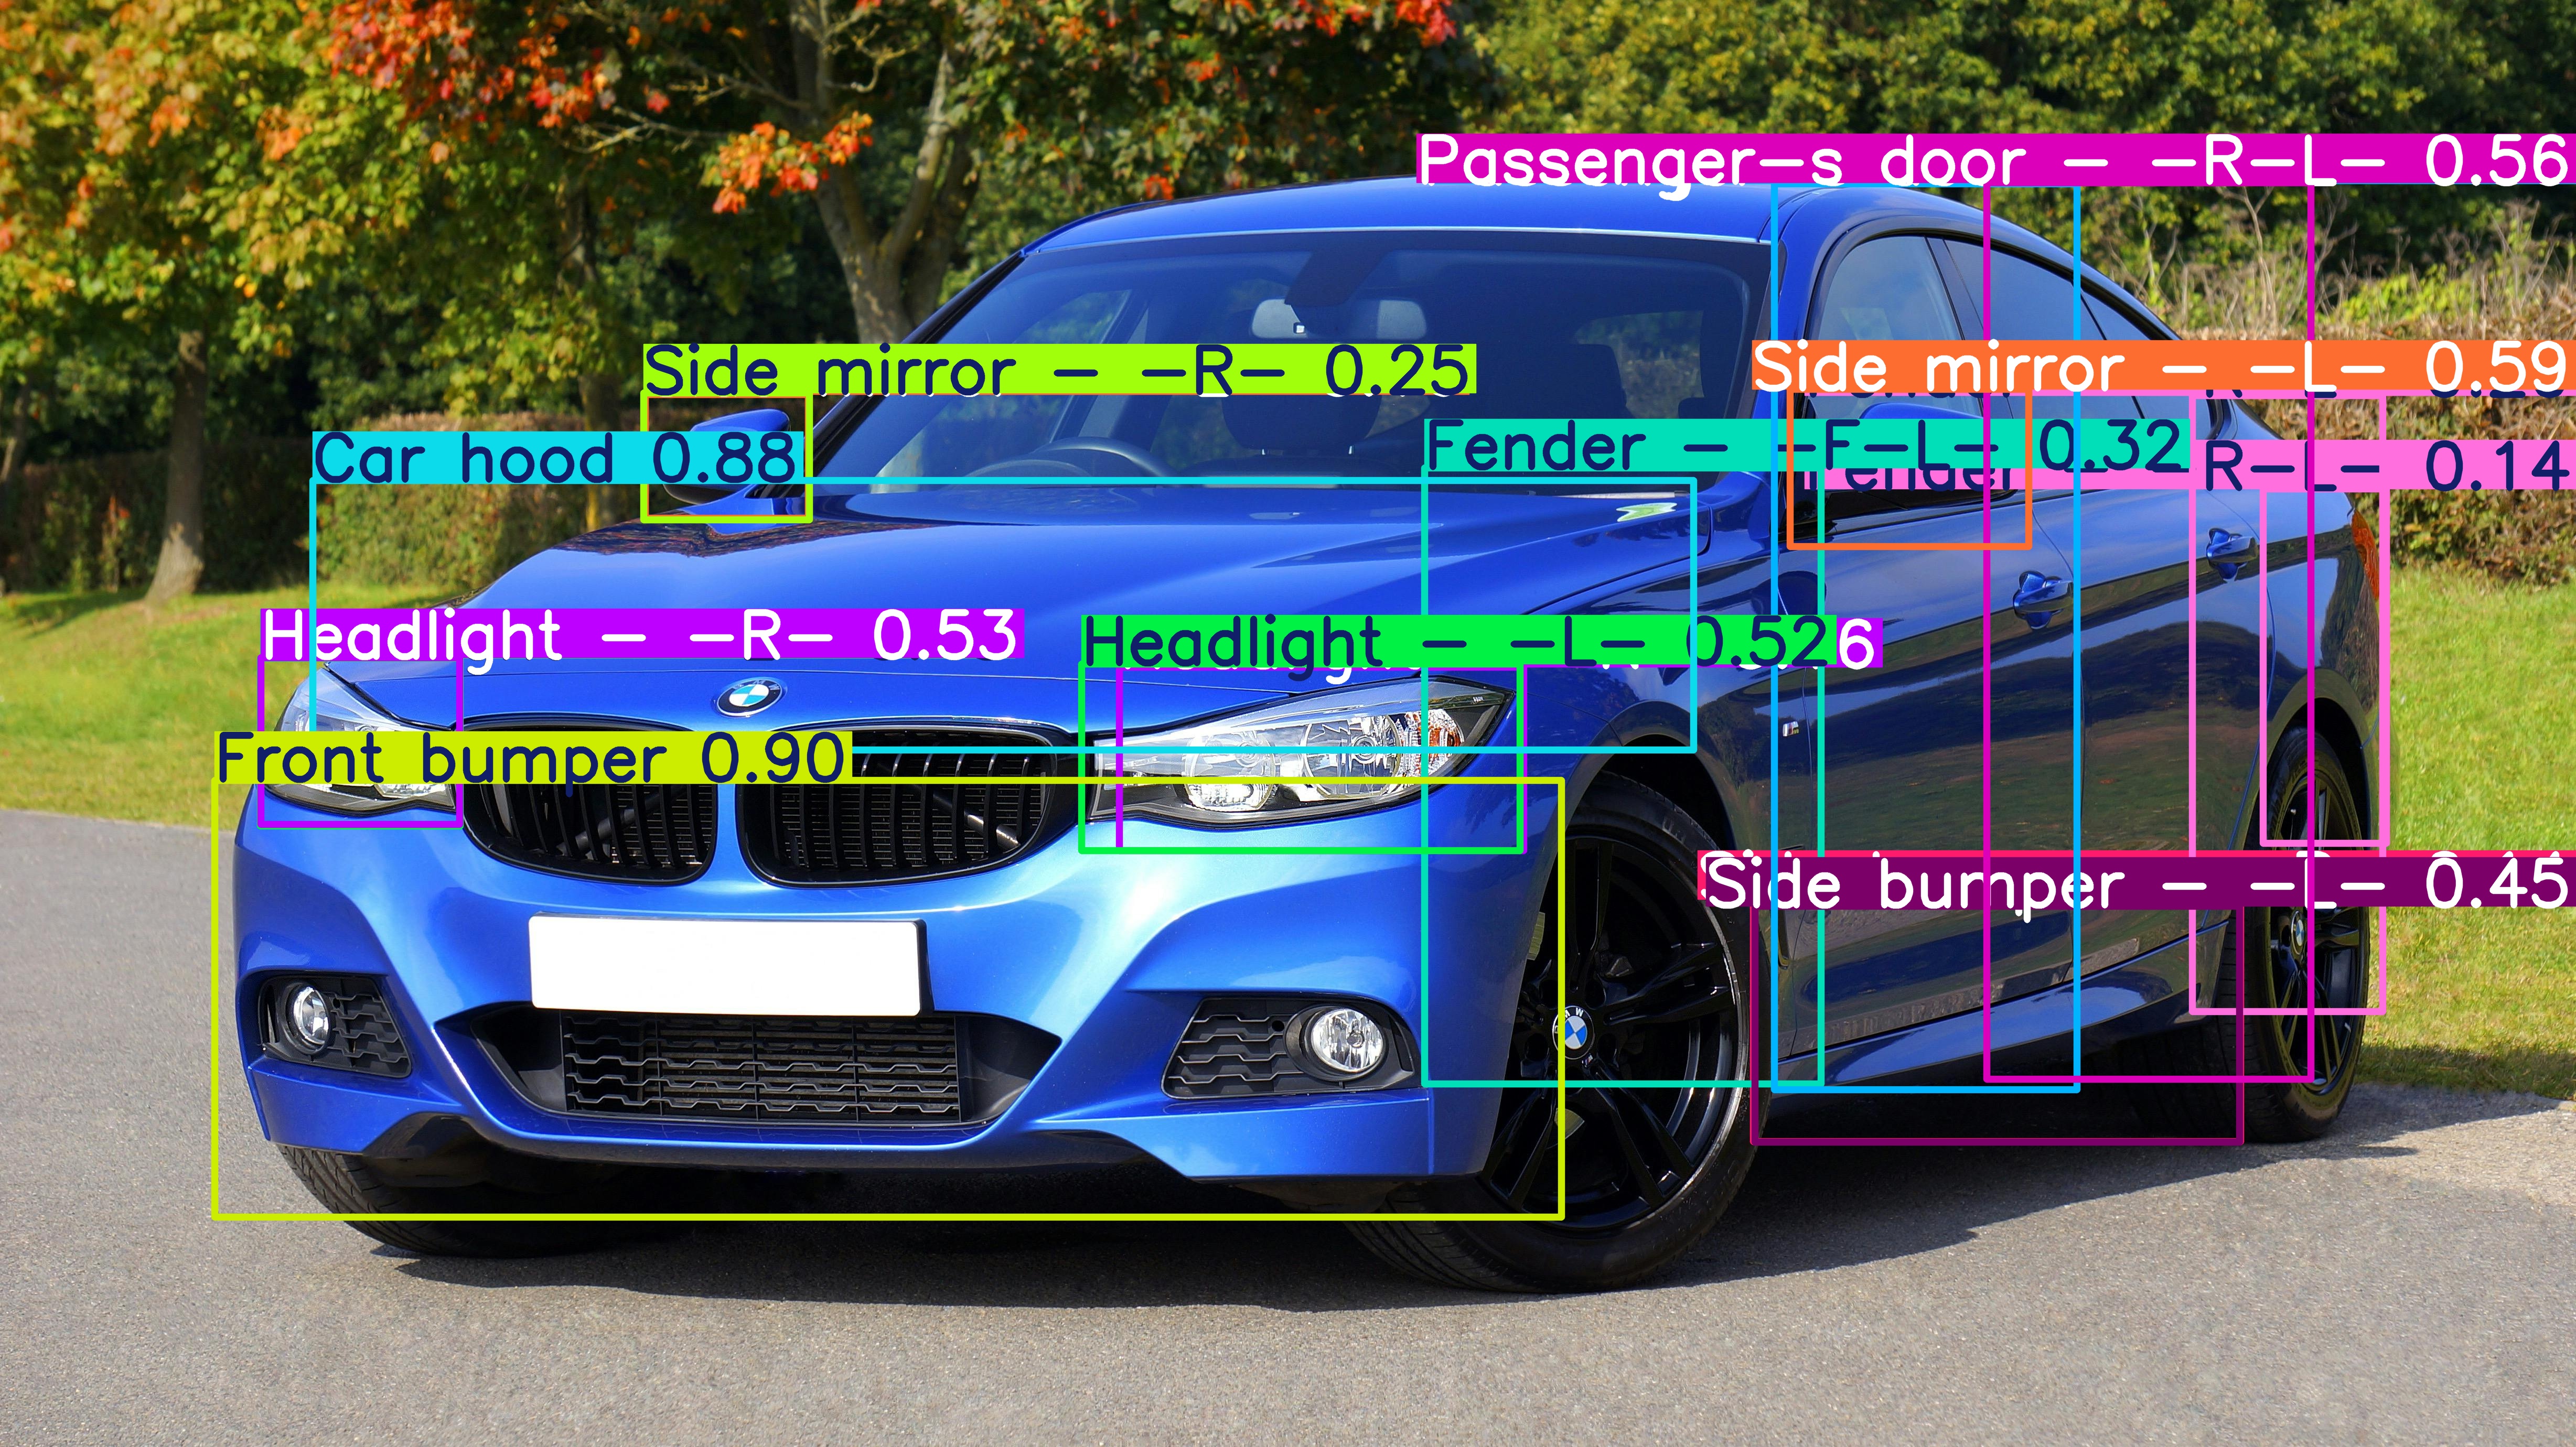 Passenger-s door - -R-L- 0.56
Side mirror - -R- 0.25
Side mirror - -L- 0.59
Car hood 0.88
Fender - -F-L- 0.32
Fender - -R-L- 0.14
Headlight - -R- 0.53
Headlight - -L- 0.52
6
Front bumper 0.90
Side bumper - -L- 0.45